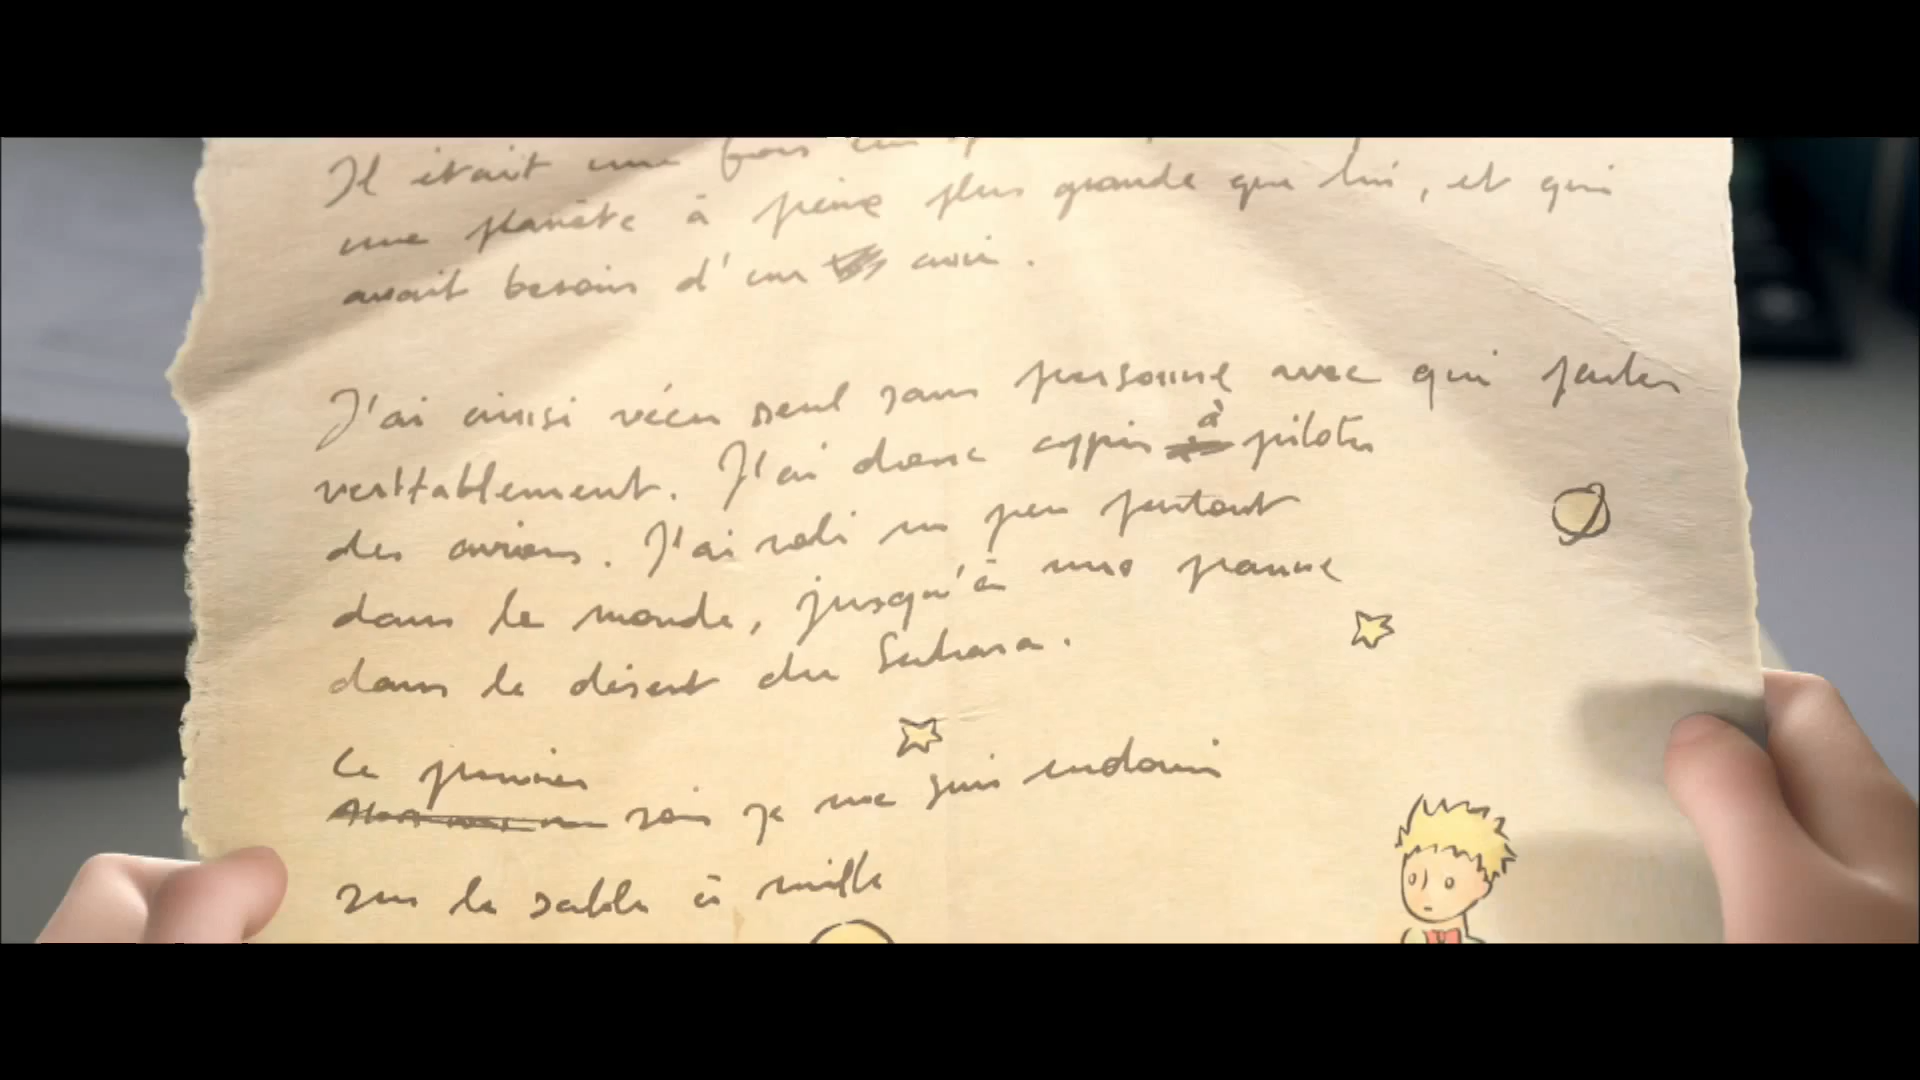 Il était une fois un
une planète à peine plus grande que lui, et qui
avait besoin d'un ami.
J'ai ainsi vécu seul sans personne avec qui parler
veritablement. J'ai donc appris à piloter
des avions. J'ai volé un peu partout
dans le monde, jusqu'à une panne
dans le désert du Sahara.
Le premier
soir je me suis endormi
sur le sable à mille